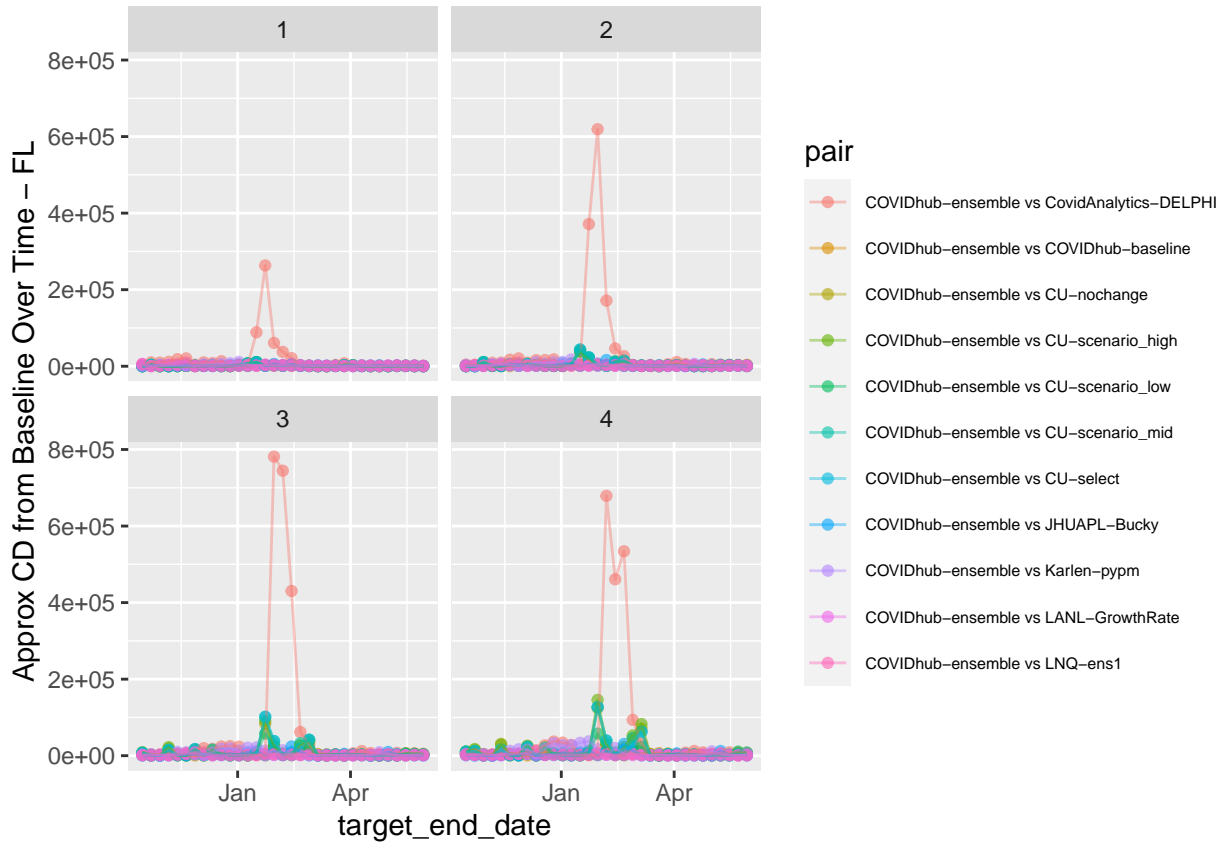 1
2
8e+05
6e+05
4e+05
2e+05
0e+00
3
4
8e+05
6e+05
4e+05
2e+05
0e+00
Jan
Apr
Jan
Apr
target_end_date
Approx CD from Baseline Over Time − FL
pair
COVIDhub−ensemble vs CovidAnalytics−DELPHI
COVIDhub−ensemble vs COVIDhub−baseline
COVIDhub−ensemble vs CU−nochange
COVIDhub−ensemble vs CU−scenario_high
COVIDhub−ensemble vs CU−scenario_low
COVIDhub−ensemble vs CU−scenario_mid
COVIDhub−ensemble vs CU−select
COVIDhub−ensemble vs JHUAPL−Bucky
COVIDhub−ensemble vs Karlen−pypm
COVIDhub−ensemble vs LANL−GrowthRate
COVIDhub−ensemble vs LNQ−ens1